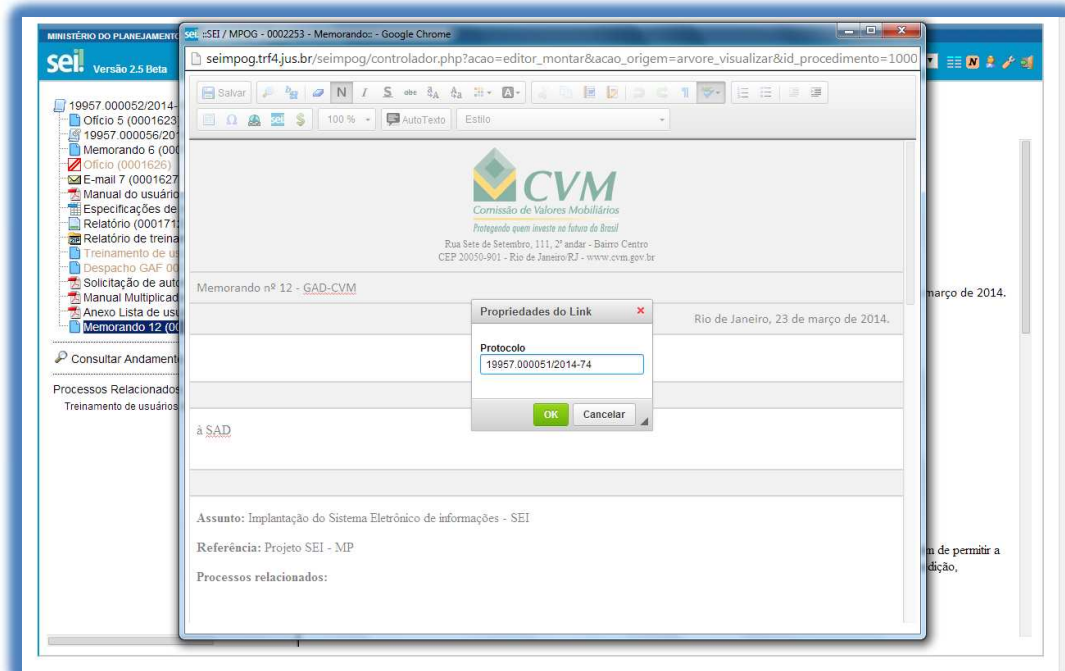 MINISTÉRIO DO PLANEJAMENTO
sei! Versão 2.5 Beta
19957.000052/2014-
Ofício 5 (0001623
19957.000056/201
Memorando 6 (000
Ofício (0001626)
E-mail 7 (0001627
Manual do usuário
Especificações de
Relatório (000171
Relatório de treina
Treinamento de us
Despacho GAF 00
Solicitação de auto
Manual Multiplicad
Anexo Lista de usu
Memorando 12 (00
Consultar Andament
Processos Relacionados
Treinamento de usuários
sei. ::SEI / MPOG - 0002253 - Memorando:: - Google Chrome
seimpog.trf4.jus.br/seimpog/controlador.php?acao=editor_montar&acao_origem=arvore_visualizar&id_procedimento=1000
Salvar N I S abc
100 % AutoTexto Estilo
CVM
Comissão de Valores Mobiliários
Protegendo quem investe no futuro do Brasil
Rua Sete de Setembro, 111, 2º andar - Bairro Centro
CEP 20050-901 - Rio de Janeiro/RJ - www.cvm.gov.br
Memorando nº 12 - GAD-CVM
Rio de Janeiro, 23 de março de 2014.
Propriedades do Link
Protocolo
19957.000051/2014-74
OK Cancelar
à SAD
Assunto: Implantação do Sistema Eletrônico de informações - SEI
Referência: Projeto SEI - MP
Processos relacionados:
N
março de 2014.
m de permitir a
dição,